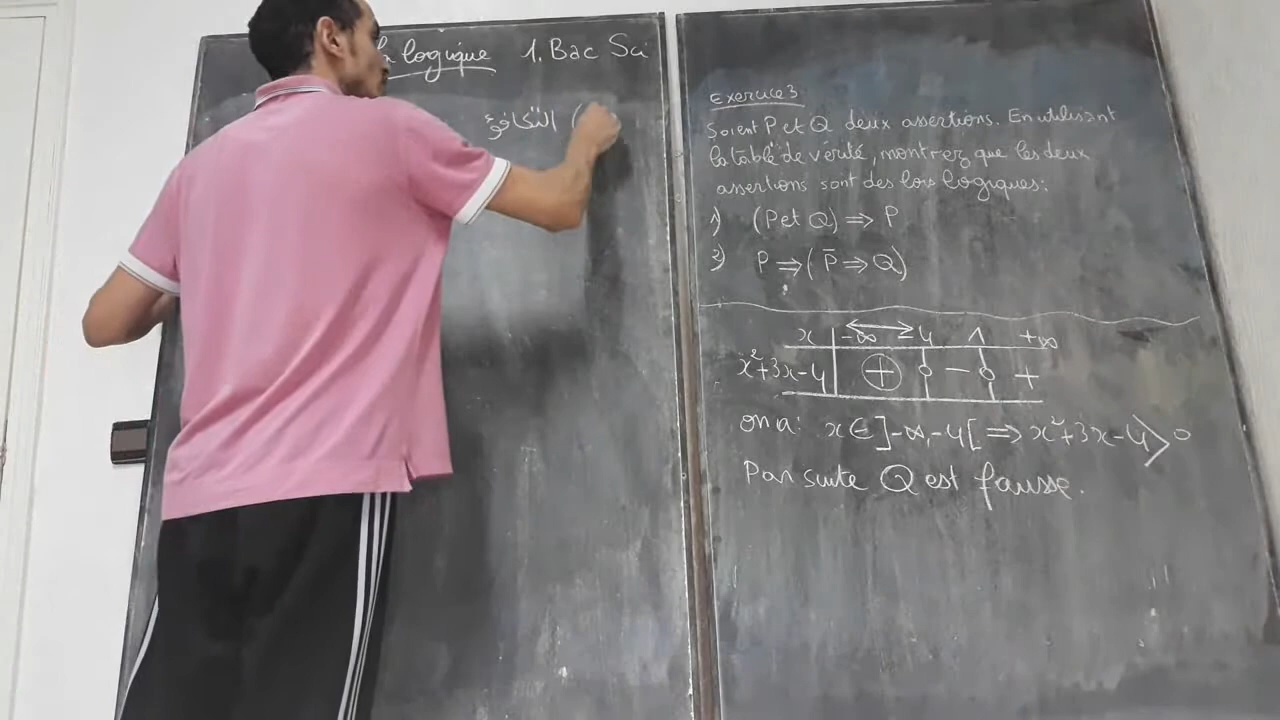 la logique 1. Bac Sci
( التكافؤ
Exercice 3
Soient P et Q deux assertions. En utilisant
la table de vérité, montrez que les deux
assertions sont des lois logiques:
1) (P et Q) ⇒ P
2) P ⇒ (P̄ ⇒ Q)
x | -∞ -4 1 +∞
x²+3x-4 | + 0 - 0 +
on a: x ∈ ]-∞,-4[ ⇒ x²+3x-4 > 0
Par suite Q est fausse.